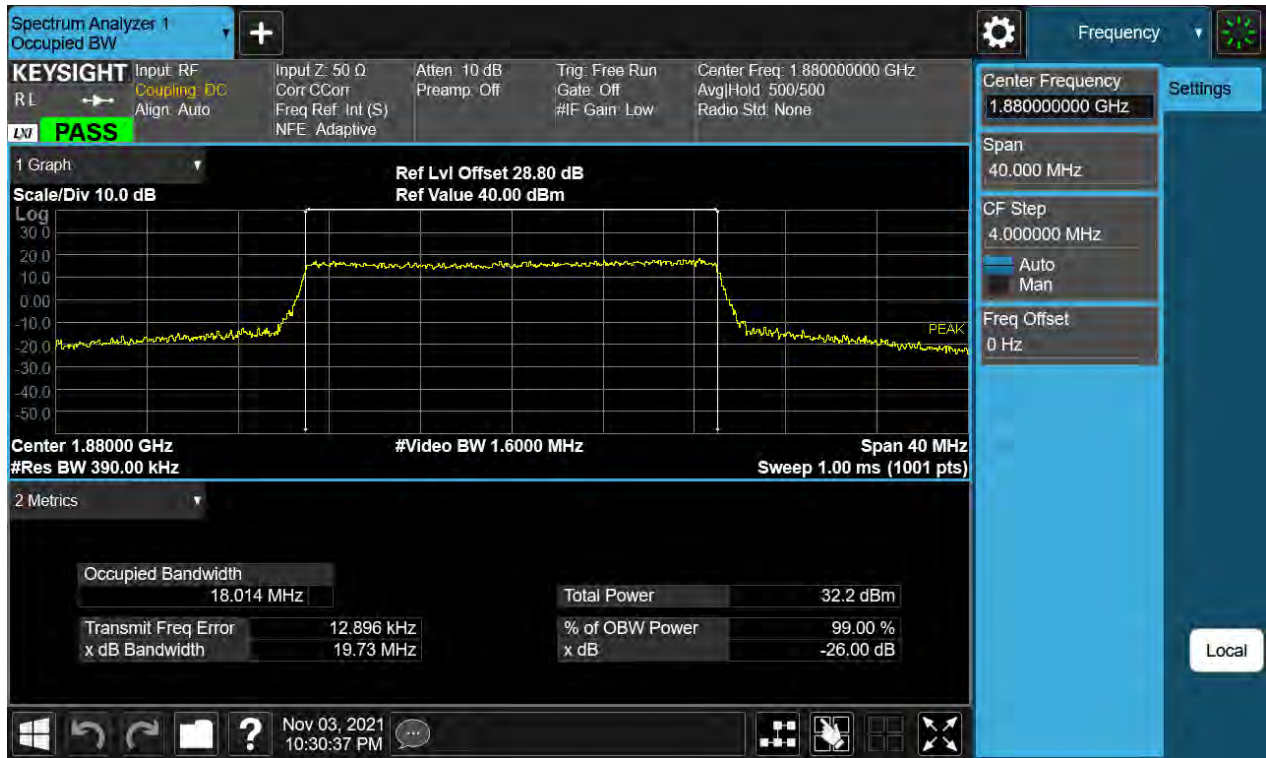 Spectrum Analyzer 1
Occupied BW
+
Frequency
KEYSIGHT
RL
LXI PASS
Input: RF
Coupling: DC
Align: Auto
Input Z: 50 Ω
Corr CCorr
Freq Ref: Int (S)
NFE: Adaptive
Atten: 10 dB
Preamp: Off
Trig: Free Run
Gate: Off
#IF Gain: Low
Center Freq: 1.880000000 GHz
Avg|Hold: 500/500
Radio Std: None
Center Frequency
1.880000000 GHz
Settings
Span
40.000 MHz
CF Step
4.000000 MHz
Auto
Man
Freq Offset
0 Hz
1 Graph
Scale/Div 10.0 dB
Ref Lvl Offset 28.80 dB
Ref Value 40.00 dBm
Log
30.0
20.0
10.0
0.00
-10.0
-20.0
-30.0
-40.0
-50.0
PEAK
Center 1.88000 GHz
#Res BW 390.00 kHz
#Video BW 1.6000 MHz
Span 40 MHz
Sweep 1.00 ms (1001 pts)
2 Metrics
Occupied Bandwidth
18.014 MHz
Transmit Freq Error 12.896 kHz
x dB Bandwidth 19.73 MHz
Total Power 32.2 dBm
% of OBW Power 99.00 %
x dB -26.00 dB
Local
?
Nov 03, 2021
10:30:37 PM